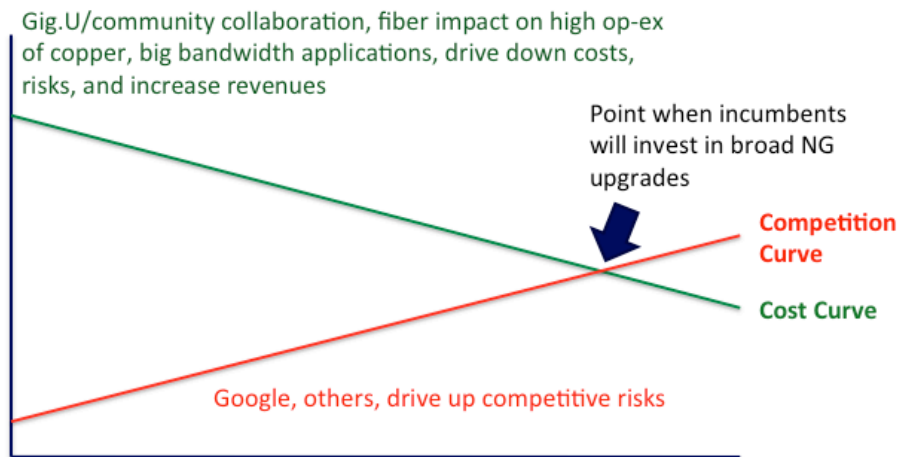 Gig.U/community collaboration, fiber impact on high op-ex
of copper, big bandwidth applications, drive down costs,
risks, and increase revenues
Point when incumbents
will invest in broad NG
upgrades
Competition
Curve
Cost Curve
Google, others, drive up competitive risks